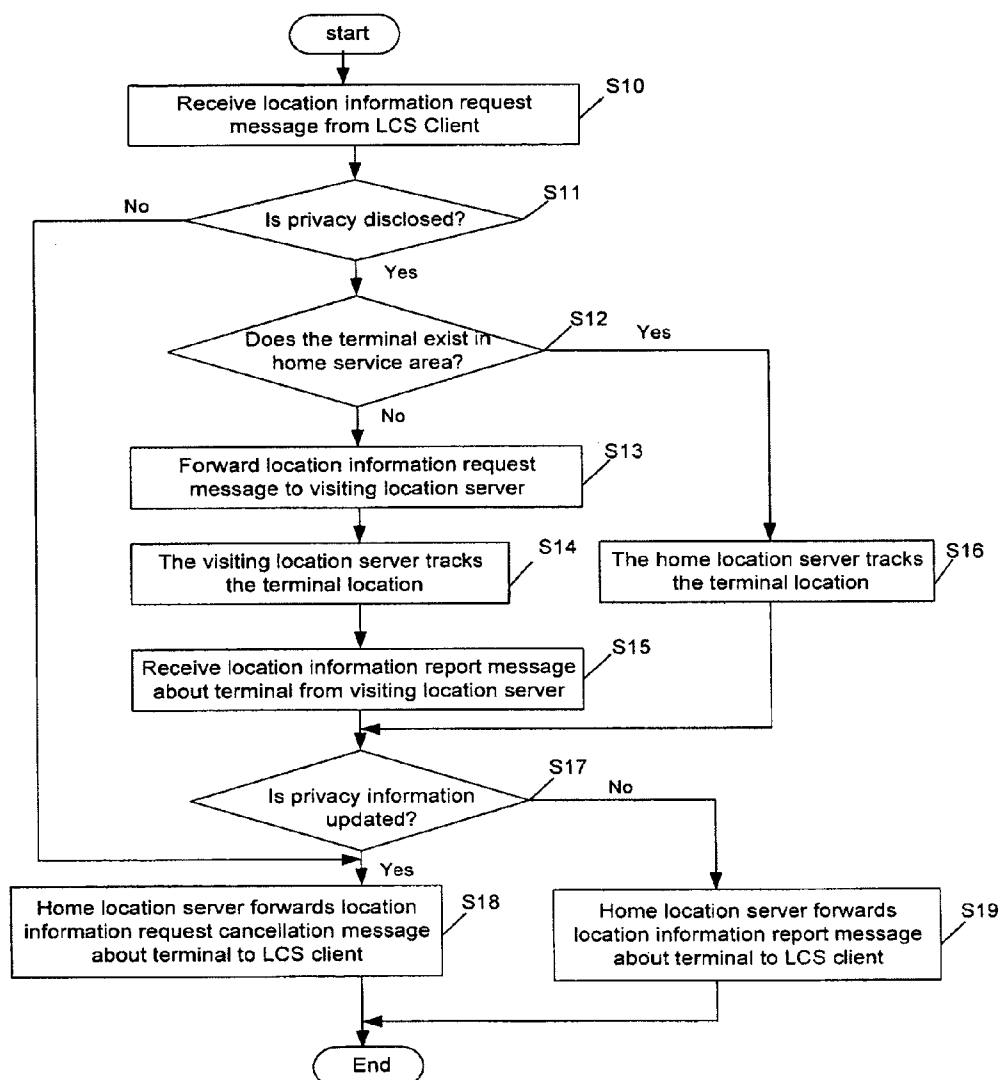 start
S10
Receive location information request
message from LCS Client
S11
No
Is privacy disclosed?
Yes
S12
Does the terminal exist in
home service area?
Yes
No
S13
Forward location information request
message to visiting location server
S14
The visiting location server tracks
the terminal location
S16
The home location server tracks
the terminal location
S15
Receive location information report message
about terminal from visiting location server
S17
Is privacy information
updated?
No
Yes
S18
Home location server forwards location
information request cancellation message
about terminal to LCS client
S19
Home location server forwards
location information report message
about terminal to LCS client
End